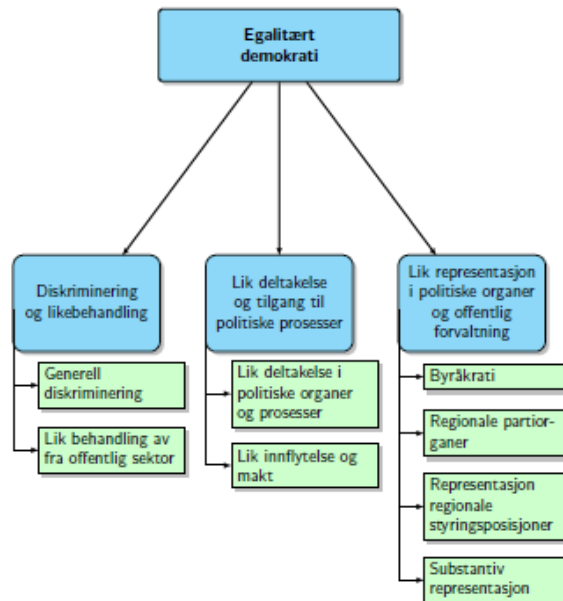 Egalitært
demokrati
Diskriminering
og likebehandling
Generell
diskriminering
Lik behandling av
fra offentlig sektor
Lik deltakelse
og tilgang til
politiske prosesser
Lik deltakelse i
politiske organer
og prosesser
Lik innflytelse og
makt
Lik representasjon
i politiske organer
og offentlig
forvaltning
Byråkrati
Regionale partior-
ganer
Representasjon
regionale
styringsposisjoner
Substantiv
representasjon